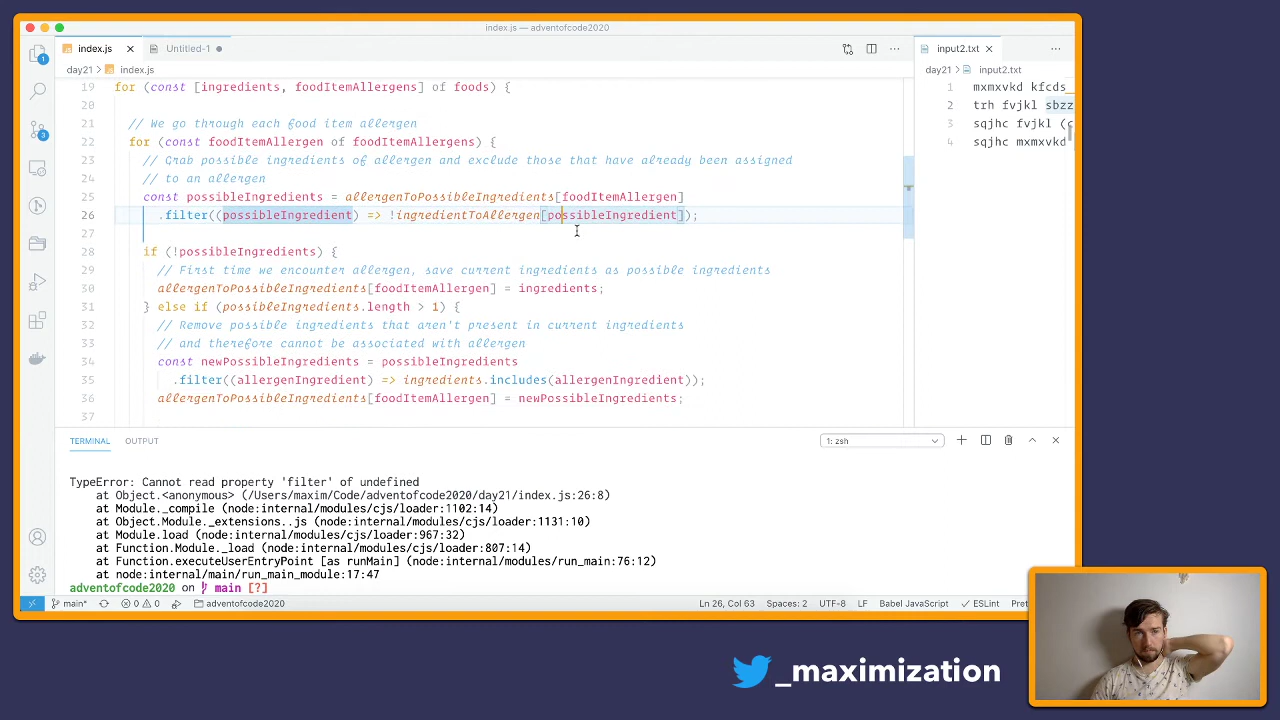 index.js — adventofcode2020
index.js
Untitled-1
input2.txt
day21 > index.js
day21 > input2.txt
19 for (const [ingredients, foodItemAllergens] of foods) {
20
21 // We go through each food item allergen
22 for (const foodItemAllergen of foodItemAllergens) {
23 // Grab possible ingredients of allergen and exclude those that have already been assigned
24 // to an allergen
25 const possibleIngredients = allergenToPossibleIngredients[foodItemAllergen]
26 .filter((possibleIngredient) => !ingredientToAllergen[possibleIngredient]);
27
28 if (!possibleIngredients) {
29 // First time we encounter allergen, save current ingredients as possible ingredients
30 allergenToPossibleIngredients[foodItemAllergen] = ingredients;
31 } else if (possibleIngredients.length > 1) {
32 // Remove possible ingredients that aren't present in current ingredients
33 // and therefore cannot be associated with allergen
34 const newPossibleIngredients = possibleIngredients
35 .filter((allergenIngredient) => ingredients.includes(allergenIngredient));
36 allergenToPossibleIngredients[foodItemAllergen] = newPossibleIngredients;
37
1 mxmxvkd kfcds
2 trh fvjkl sbzz
3 sqjhc fvjkl (c
4 sqjhc mxmxvkd
1
3
TERMINAL
OUTPUT
1: zsh
TypeError: Cannot read property 'filter' of undefined
at Object.<anonymous> (/Users/maxim/Code/adventofcode2020/day21/index.js:26:8)
at Module._compile (node:internal/modules/cjs/loader:1102:14)
at Object.Module._extensions..js (node:internal/modules/cjs/loader:1131:10)
at Module.load (node:internal/modules/cjs/loader:967:32)
at Function.Module._load (node:internal/modules/cjs/loader:807:14)
at Function.executeUserEntryPoint [as runMain] (node:internal/modules/run_main:76:12)
at node:internal/main/run_main_module:17:47
adventofcode2020 on main [?]
main* 0 0 adventofcode2020 Ln 26, Col 63 Spaces: 2 UTF-8 LF Babel JavaScript ESLint Pret
_maximization